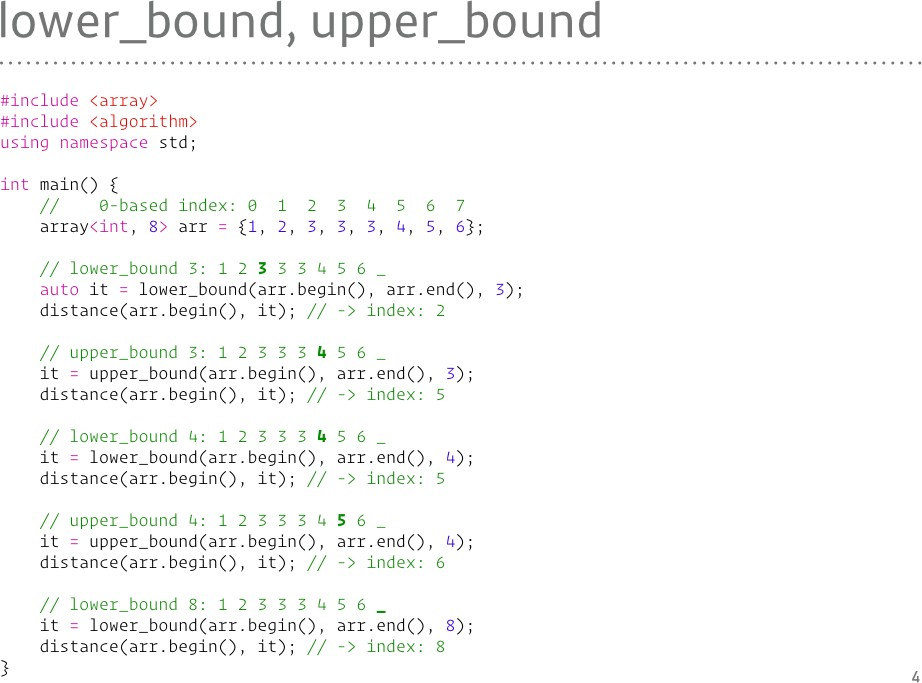 lower_bound, upper_bound
#include <array>
#include <algorithm>
using namespace std;
int main() {
    //    0-based index: 0  1  2  3  4  5  6  7
    array<int, 8> arr = {1, 2, 3, 3, 3, 4, 5, 6};
    // lower_bound 3: 1 2 3 3 3 4 5 6 _
    auto it = lower_bound(arr.begin(), arr.end(), 3);
    distance(arr.begin(), it); // -> index: 2
    // upper_bound 3: 1 2 3 3 3 4 5 6 _
    it = upper_bound(arr.begin(), arr.end(), 3);
    distance(arr.begin(), it); // -> index: 5
    // lower_bound 4: 1 2 3 3 3 4 5 6 _
    it = lower_bound(arr.begin(), arr.end(), 4);
    distance(arr.begin(), it); // -> index: 5
    // upper_bound 4: 1 2 3 3 3 4 5 6 _
    it = upper_bound(arr.begin(), arr.end(), 4);
    distance(arr.begin(), it); // -> index: 6
    // lower_bound 8: 1 2 3 3 3 4 5 6 _
    it = lower_bound(arr.begin(), arr.end(), 8);
    distance(arr.begin(), it); // -> index: 8
}
4